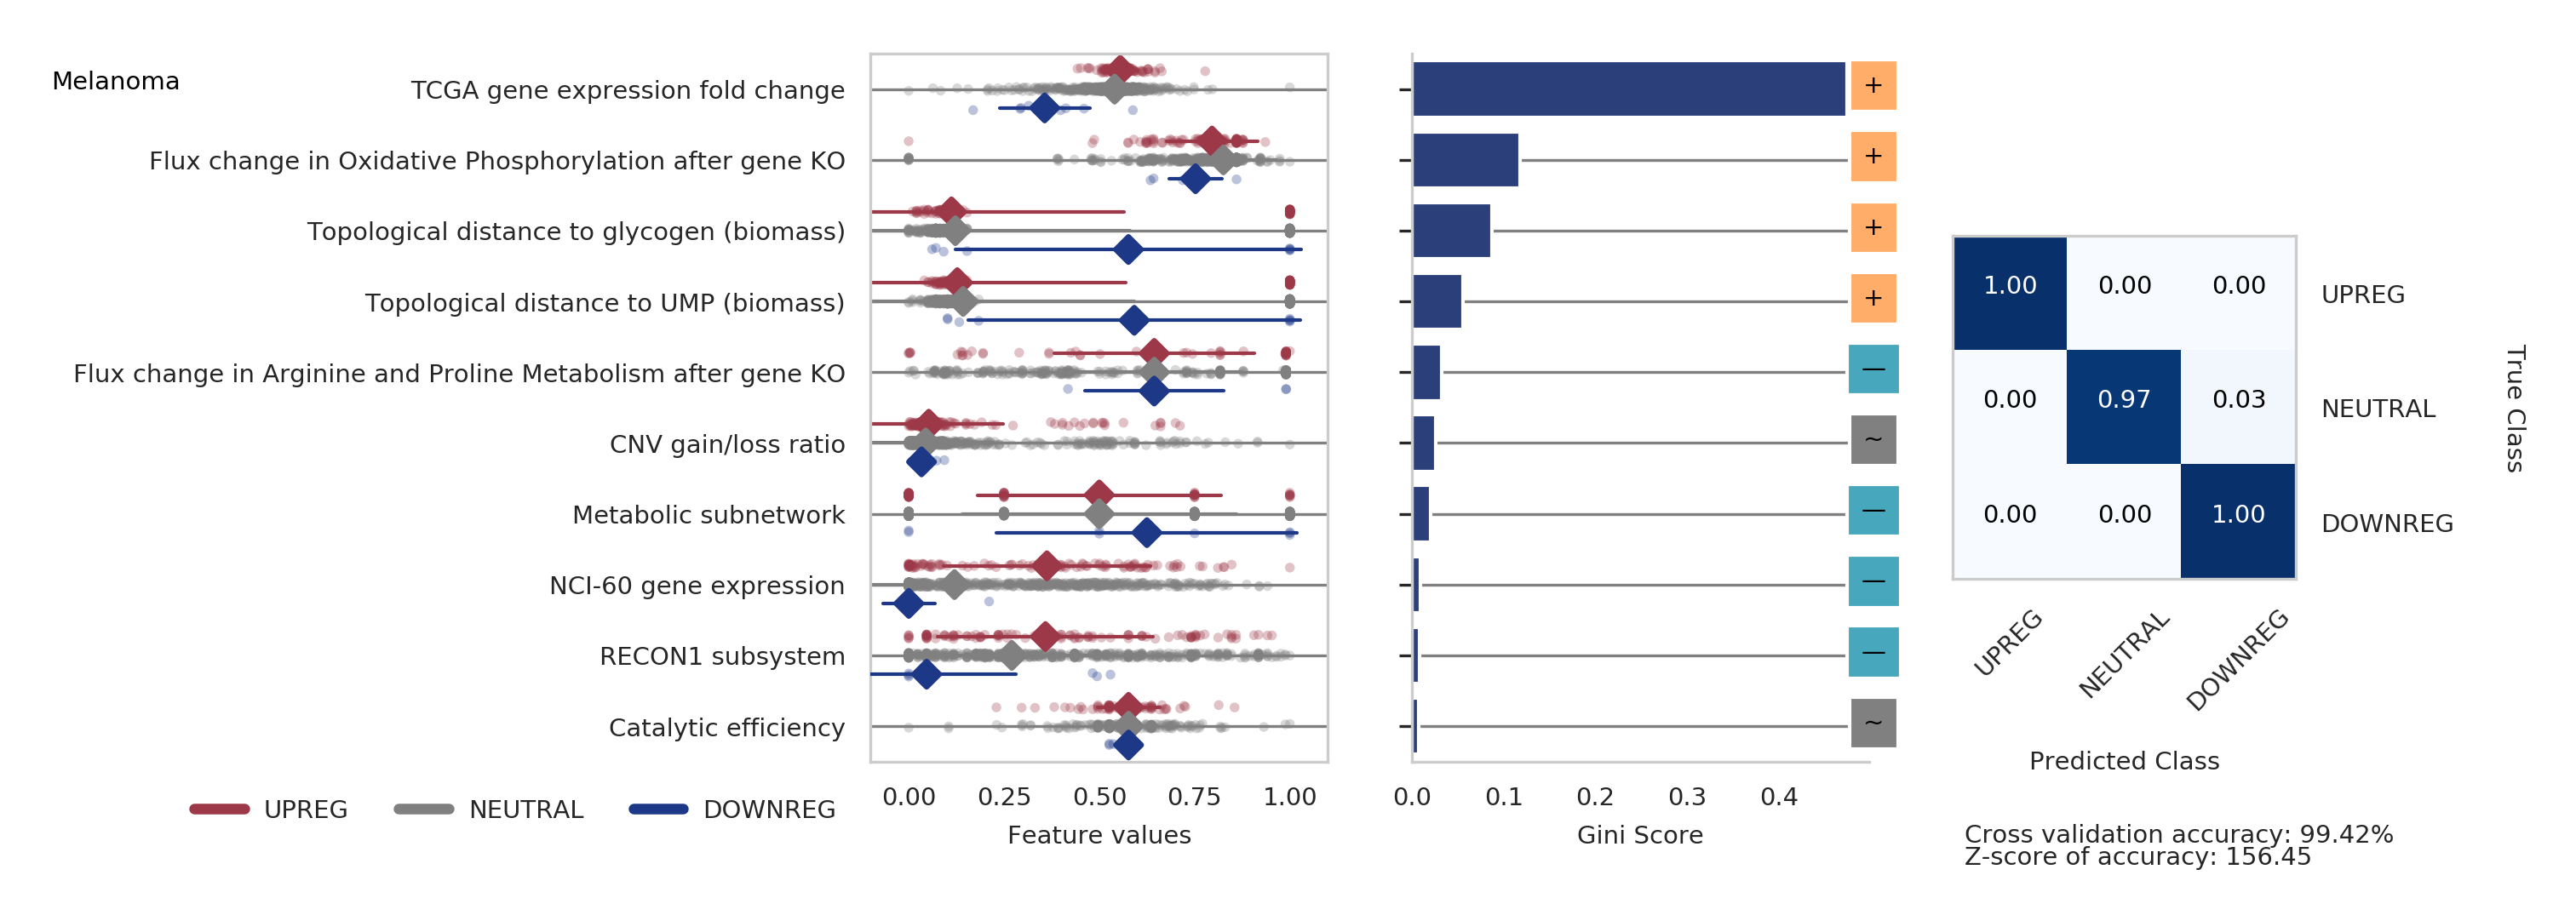 Melanoma
TCGA gene expression fold change
Flux change in Oxidative Phosphorylation after gene KO
Topological distance to glycogen (biomass)
Topological distance to UMP (biomass)
Flux change in Arginine and Proline Metabolism after gene KO
CNV gain/loss ratio
Metabolic subnetwork
NCI-60 gene expression
RECON1 subsystem
Catalytic efficiency
UPREG NEUTRAL DOWNREG
0.00 0.25 0.50 0.75 1.00
Feature values
+
+
+
+
—
~
—
—
—
~
0.0 0.1 0.2 0.3 0.4
Gini Score
1.00 0.00 0.00 UPREG
0.00 0.97 0.03 NEUTRAL
0.00 0.00 1.00 DOWNREG
True Class
UPREG NEUTRAL DOWNREG
Predicted Class
Cross validation accuracy: 99.42%
Z-score of accuracy: 156.45